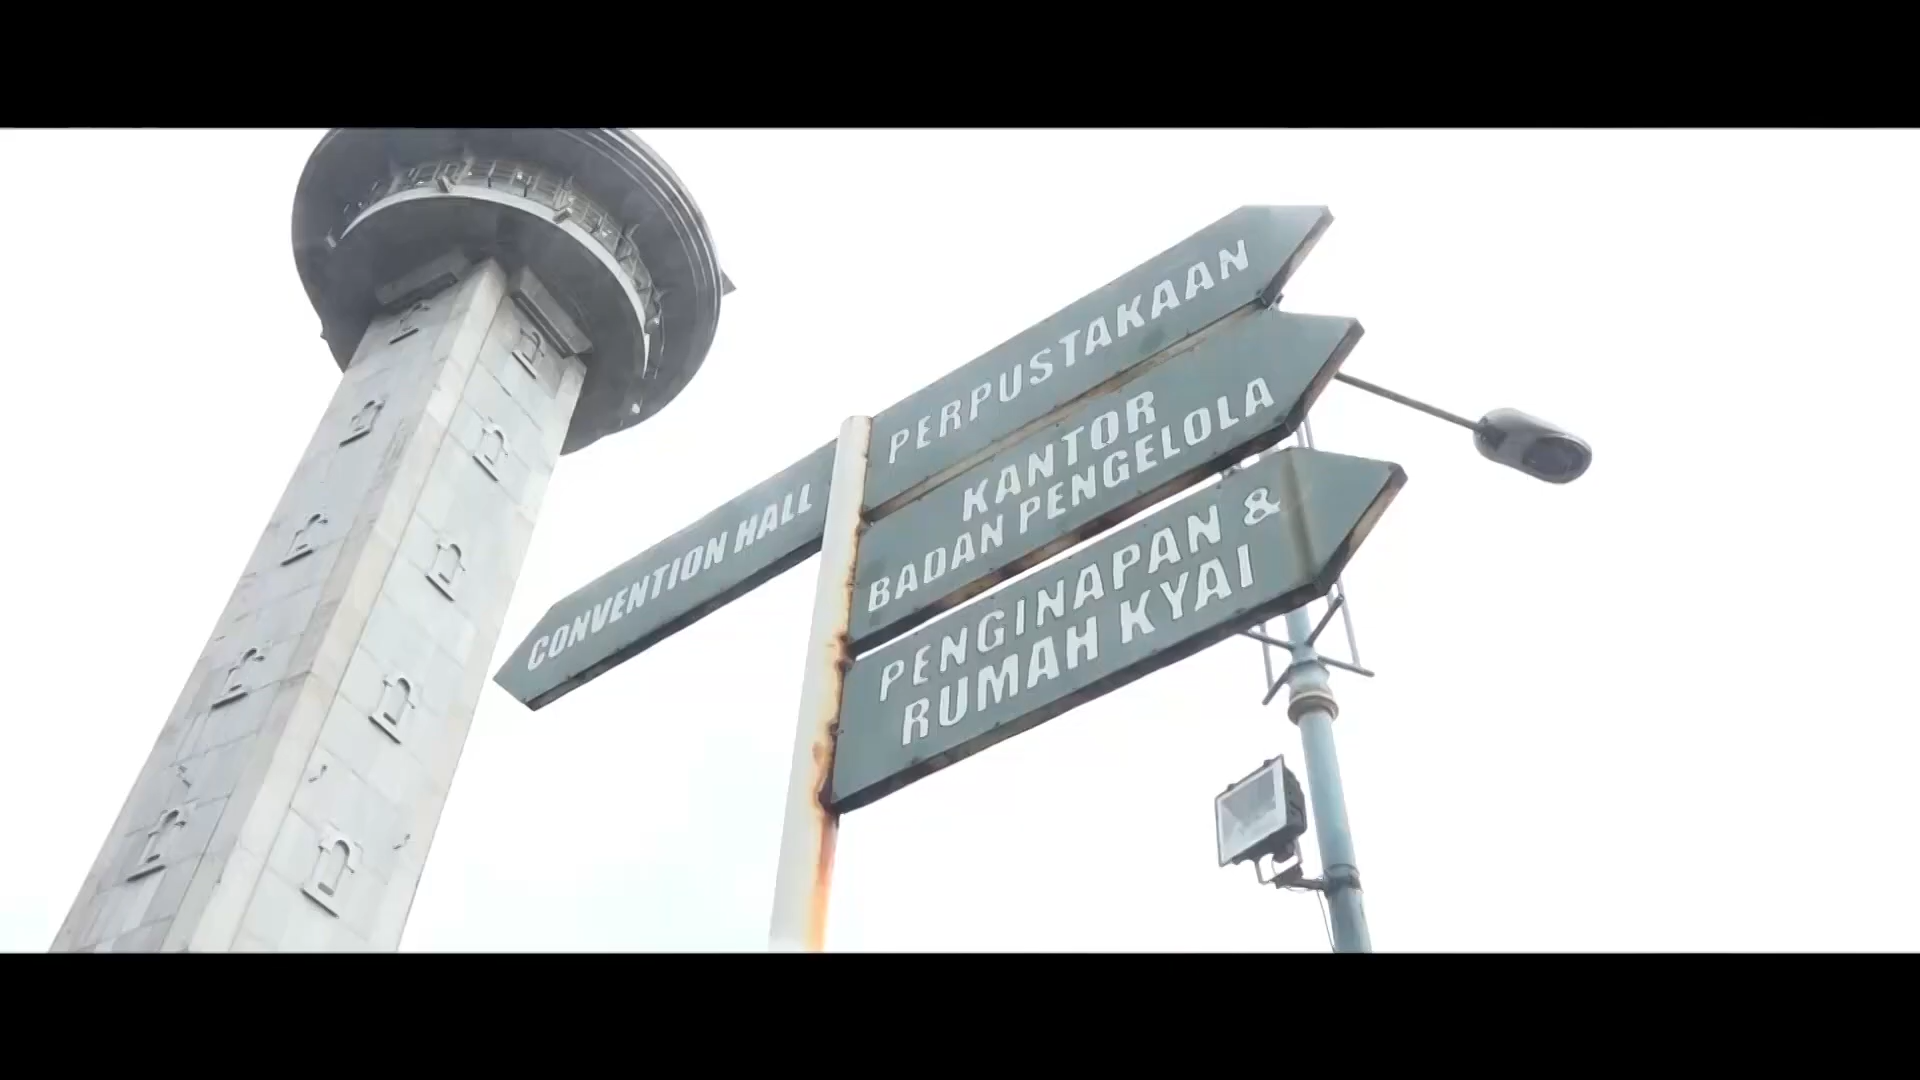 PERPUSTAKAAN
KANTOR
BADAN PENGELOLA
CONVENTION HALL
PENGINAPAN &
RUMAH KYAI